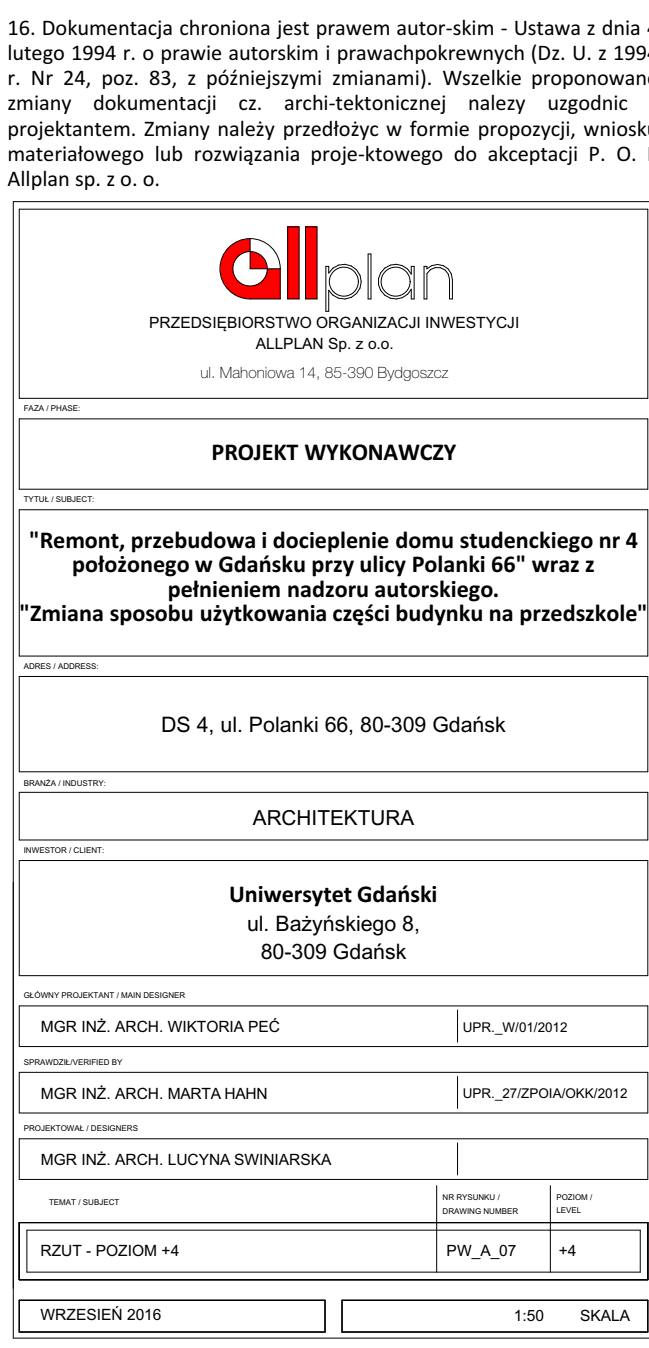 16. Dokumentacja chroniona jest prawem autor-skim - Ustawa z dnia 4
lutego 1994 r. o prawie autorskim i prawachpokrewnych (Dz. U. z 1994
r. Nr 24, poz. 83, z późniejszymi zmianami). Wszelkie proponowane
zmiany dokumentacji cz. archi-tektonicznej nalezy uzgodnic
projektantem. Zmiany należy przedłożyc w formie propozycji, wniosku
materiałowego lub rozwiązania proje-ktowego do akceptacji P. O. I
Allplan sp. z o. o.
allplan
PRZEDSIĘBIORSTWO ORGANIZACJI INWESTYCJI
ALLPLAN Sp. z o.o.
ul. Mahoniowa 14, 85-390 Bydgoszcz
FAZA / PHASE:
PROJEKT WYKONAWCZY
TYTUŁ / SUBJECT:
"Remont, przebudowa i docieplenie domu studenckiego nr 4
położonego w Gdańsku przy ulicy Polanki 66" wraz z
pełnieniem nadzoru autorskiego.
"Zmiana sposobu użytkowania części budynku na przedszkole"
ADRES / ADDRESS:
DS 4, ul. Polanki 66, 80-309 Gdańsk
BRANŻA / INDUSTRY:
ARCHITEKTURA
INWESTOR / CLIENT:
Uniwersytet Gdański
ul. Bażyńskiego 8,
80-309 Gdańsk
GŁÓWNY PROJEKTANT / MAIN DESIGNER
MGR INŻ. ARCH. WIKTORIA PEĆ UPR._W/01/2012
SPRAWDZIŁ/VERIFIED BY
MGR INŻ. ARCH. MARTA HAHN UPR._27/ZPOIA/OKK/2012
PROJEKTOWAŁ / DESIGNERS
MGR INŻ. ARCH. LUCYNA SWINIARSKA
TEMAT / SUBJECT NR RYSUNKU / POZIOM /
DRAWING NUMBER LEVEL
RZUT - POZIOM +4 PW_A_07 +4
WRZESIEŃ 2016 1:50 SKALA